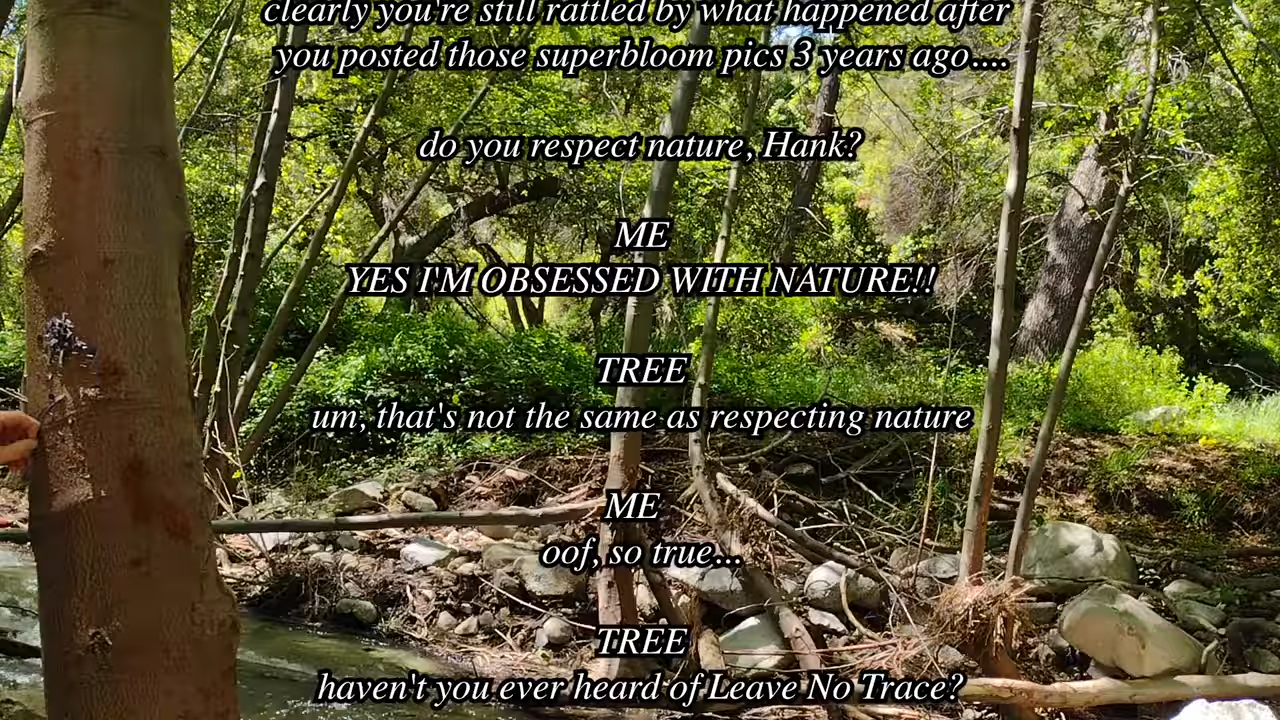 clearly you're still rattled by what happened after
you posted those superbloom pics 3 years ago....
do you respect nature, Hank?
ME
YES I'M OBSESSED WITH NATURE!!
TREE
um, that's not the same as respecting nature
ME
oof, so true...
TREE
haven't you ever heard of Leave No Trace?